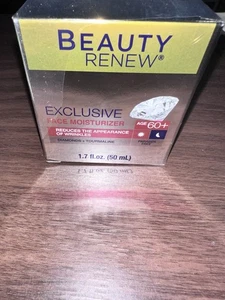 BEAUTY
RENEW®
EXCLUSIVE
FACE MOISTURIZER
AGE 60+
REDUCES THE APPEARANCE
OF WRINKLES
1.7 fl.oz. (50 mL)